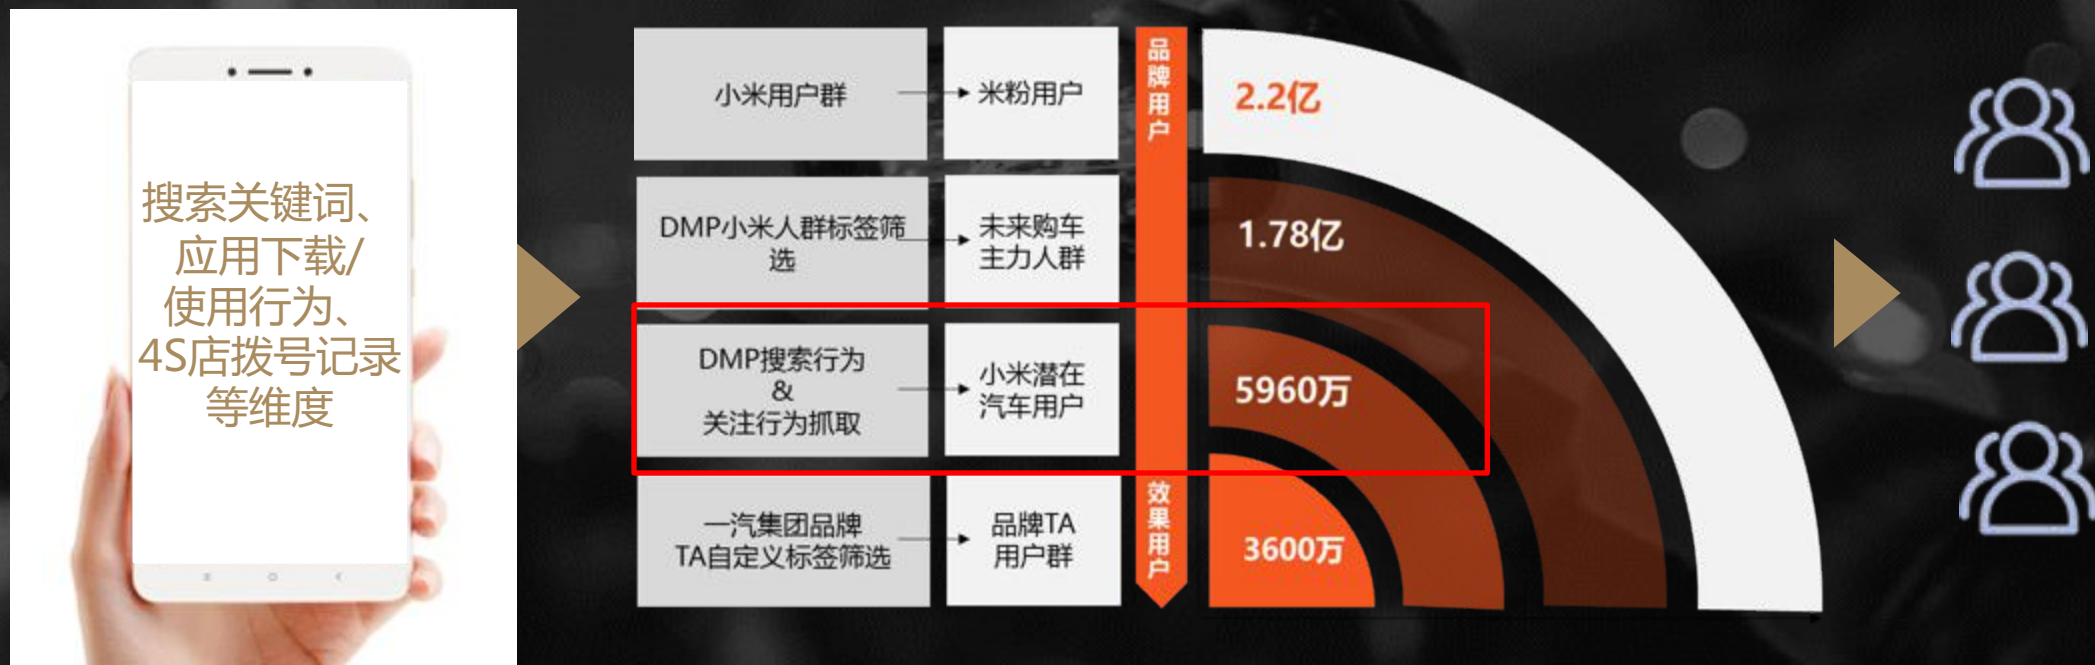 搜索关键词、
应用下载/
使用行为、
4S店拨号记录
等维度
小米用户群
米粉用户
品牌用户
2.2亿
DMP小米人群标签筛
选
未来购车
主力人群
1.78亿
DMP搜索行为
&
关注行为抓取
小米潜在
汽车用户
5960万
一汽集团品牌
TA自定义标签筛选
品牌TA
用户群
效果用户
3600万